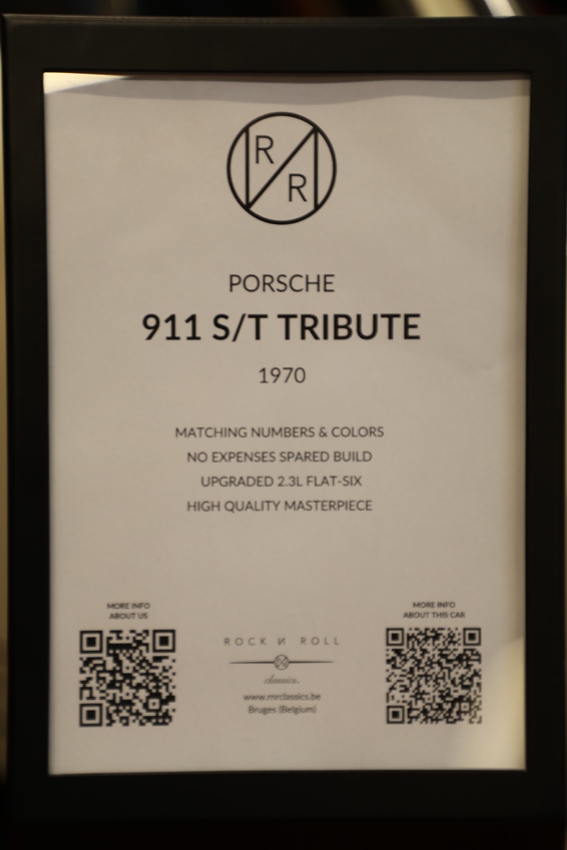 R
R
PORSCHE
911 S/T TRIBUTE
1970
MATCHING NUMBERS & COLORS
NO EXPENSES SPARED BUILD
UPGRADED 2.3L FLAT-SIX
HIGH QUALITY MASTERPIECE
MORE INFO
ABOUT US
MORE INFO
ABOUT THIS CAR
ROCK И ROLL
classics.
www.rnrclassics.be
Bruges (Belgium)